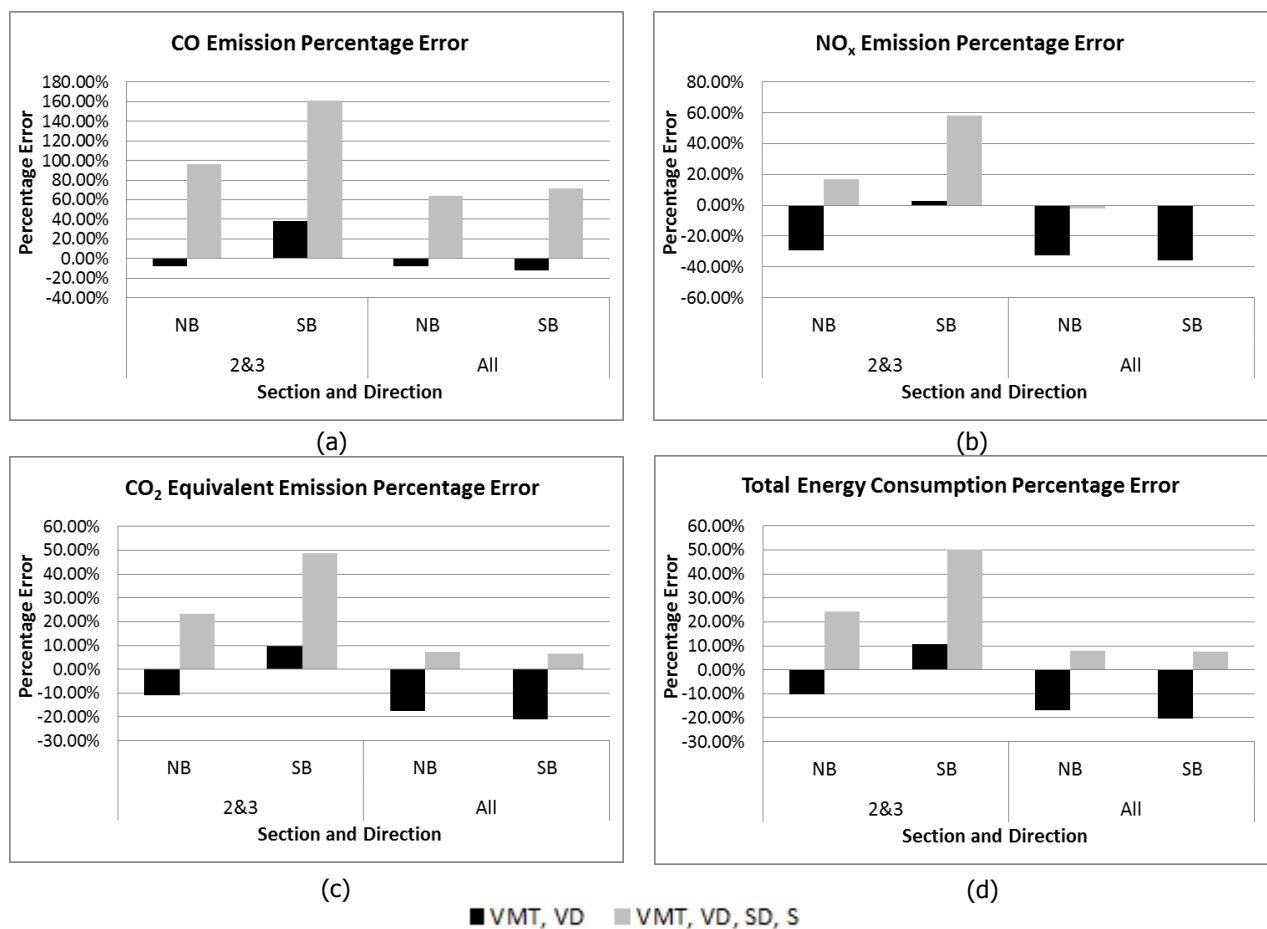 CO Emission Percentage Error
Percentage Error
180.00%
160.00%
140.00%
120.00%
100.00%
80.00%
60.00%
40.00%
20.00%
0.00%
-20.00%
-40.00%
NB SB NB SB
2&3 All
Section and Direction
(a)
NOx Emission Percentage Error
Percentage Error
80.00%
60.00%
40.00%
20.00%
0.00%
-20.00%
-40.00%
-60.00%
NB SB NB SB
2&3 All
Section and Direction
(b)
CO2 Equivalent Emission Percentage Error
Percentage Error
60.00%
50.00%
40.00%
30.00%
20.00%
10.00%
0.00%
-10.00%
-20.00%
-30.00%
NB SB NB SB
2&3 All
Section and Direction
(c)
Total Energy Consumption Percentage Error
Percentage Error
60.00%
50.00%
40.00%
30.00%
20.00%
10.00%
0.00%
-10.00%
-20.00%
-30.00%
NB SB NB SB
2&3 All
Section and Direction
(d)
VMT, VD VMT, VD, SD, S